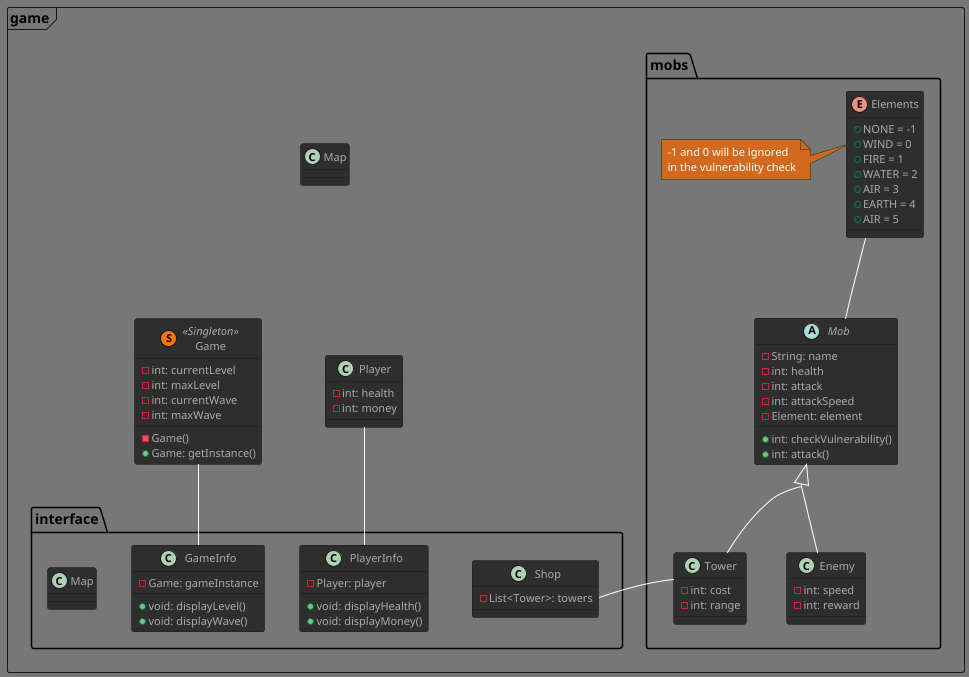 game
mobs
E Elements
NONE = -1
WIND = 0
FIRE = 1
WATER = 2
AIR = 3
EARTH = 4
AIR = 5
-1 and 0 will be ignored
in the vulnerability check
C Map
S «Singleton»
Game
int: currentLevel
int: maxLevel
int: currentWave
int: maxWave
Game()
Game: getInstance()
C Player
int: health
int: money
A Mob
String: name
int: health
int: attack
int: attackSpeed
Element: element
int: checkVulnerability()
int: attack()
interface
C Map
C GameInfo
Game: gameInstance
void: displayLevel()
void: displayWave()
C PlayerInfo
Player: player
void: displayHealth()
void: displayMoney()
C Shop
List<Tower>: towers
C Tower
int: cost
int: range
C Enemy
int: speed
int: reward